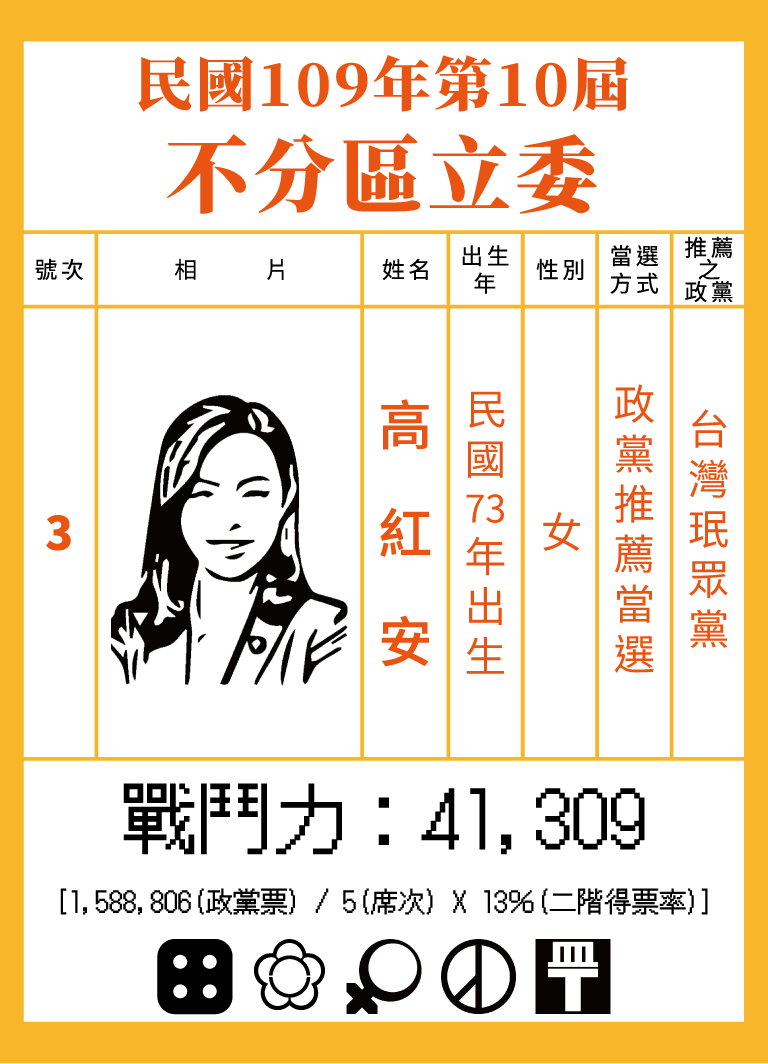 民國109年第10屆
不分區立委
號次
相片
姓名
出生年
性別
當選方式
推薦之政黨
3
高紅安
民國73年出生
女
政黨推薦當選
台灣珉眾黨
戰鬥力：41,309
[1,588,806(政黨票) / 5(席次) X 13%(二階得票率)]